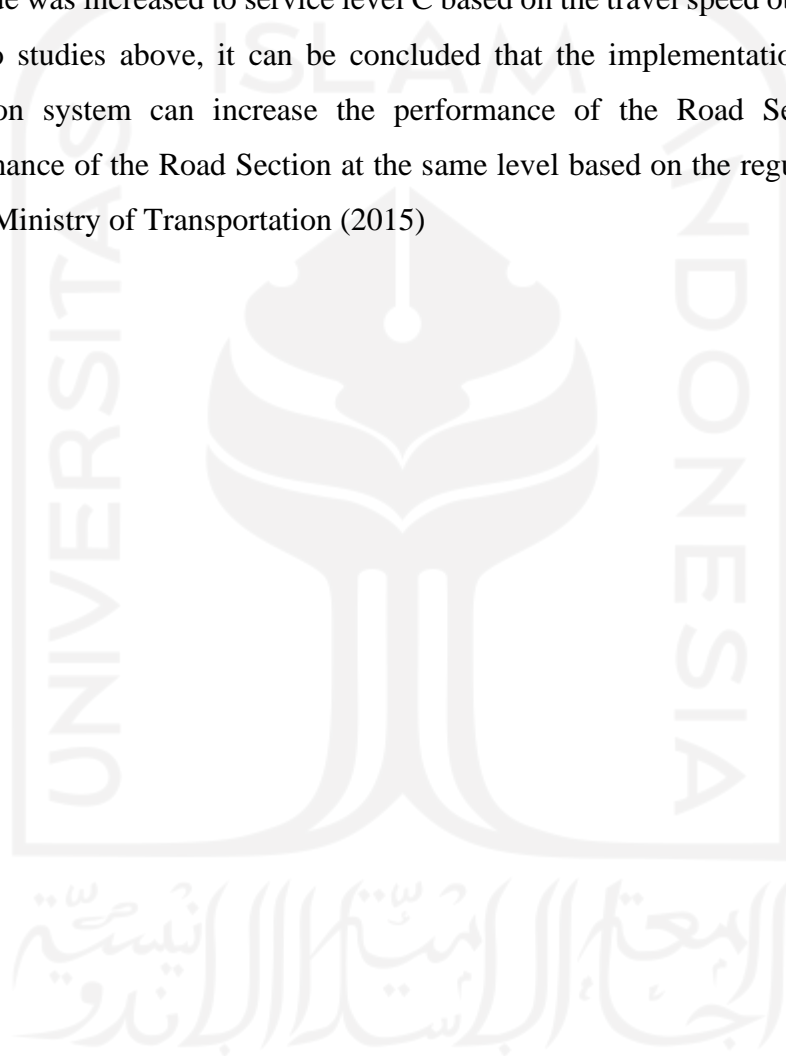 ue was increased to service level C based on the travel speed ob
o studies above, it can be concluded that the implementatio
on system can increase the performance of the Road Se
nance of the Road Section at the same level based on the regu
Ministry of Transportation (2015)
UNIVERSITAS
ISLAM
INDONESIA